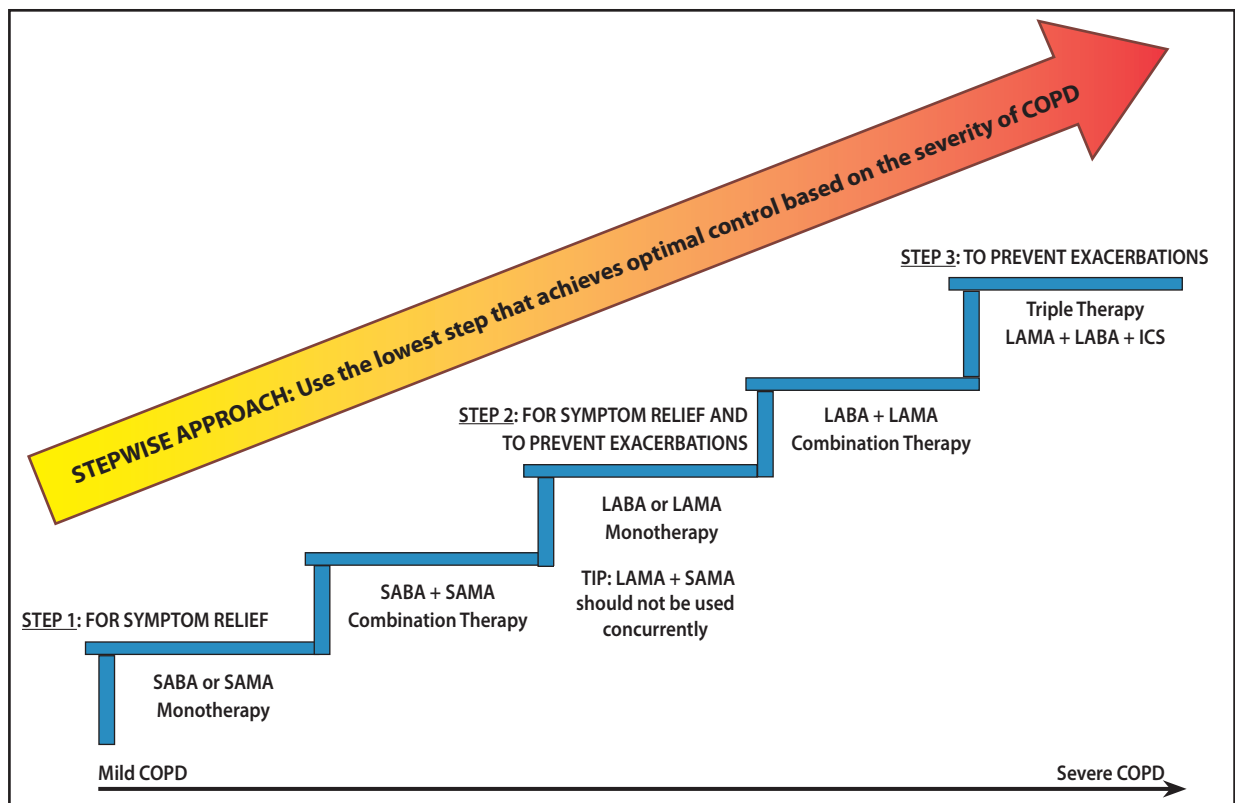 STEPWISE APPROACH: Use the lowest step that achieves optimal control based on the severity of COPD
STEP 1: FOR SYMPTOM RELIEF
SABA or SAMA
Monotherapy
SABA + SAMA
Combination Therapy
STEP 2: FOR SYMPTOM RELIEF AND
TO PREVENT EXACERBATIONS
LABA or LAMA
Monotherapy
TIP: LAMA + SAMA
should not be used
concurrently
LABA + LAMA
Combination Therapy
STEP 3: TO PREVENT EXACERBATIONS
Triple Therapy
LAMA + LABA + ICS
Mild COPD
Severe COPD